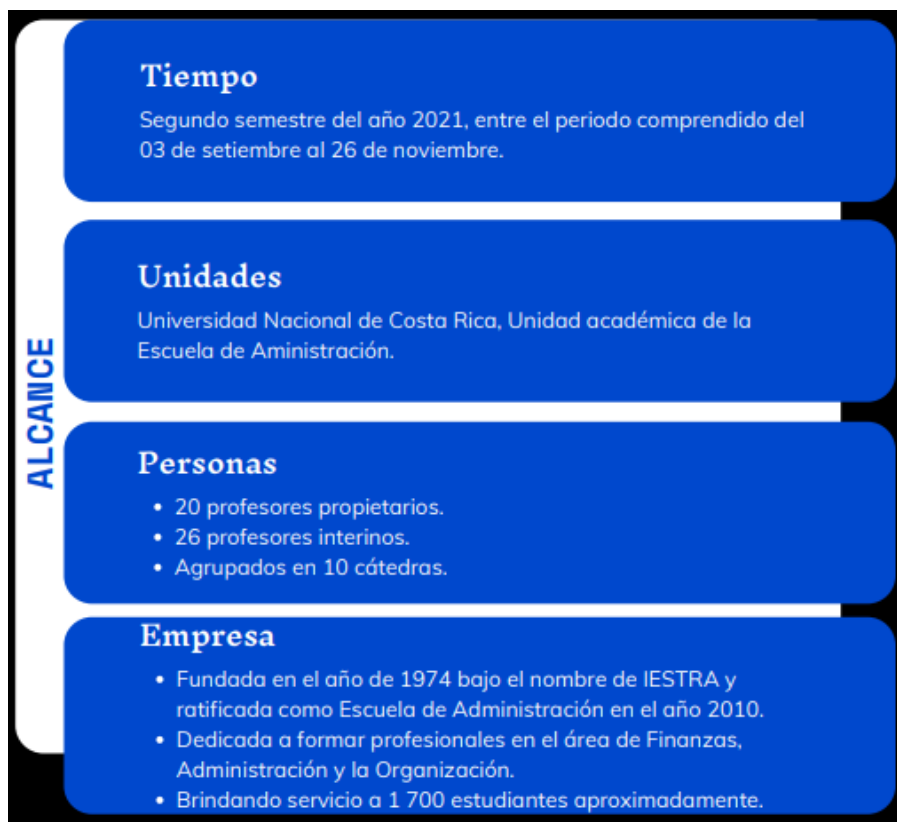 ALCANCE
Tiempo
Segundo semestre del año 2021, entre el periodo comprendido del
03 de setiembre al 26 de noviembre.
Unidades
Universidad Nacional de Costa Rica, Unidad académica de la
Escuela de Aministración.
Personas
• 20 profesores propietarios.
• 26 profesores interinos.
• Agrupados en 10 cátedras.
Empresa
• Fundada en el año de 1974 bajo el nombre de IESTRA y
ratificada como Escuela de Administración en el año 2010.
• Dedicada a formar profesionales en el área de Finanzas,
Administración y la Organización.
• Brindando servicio a 1 700 estudiantes aproximadamente.